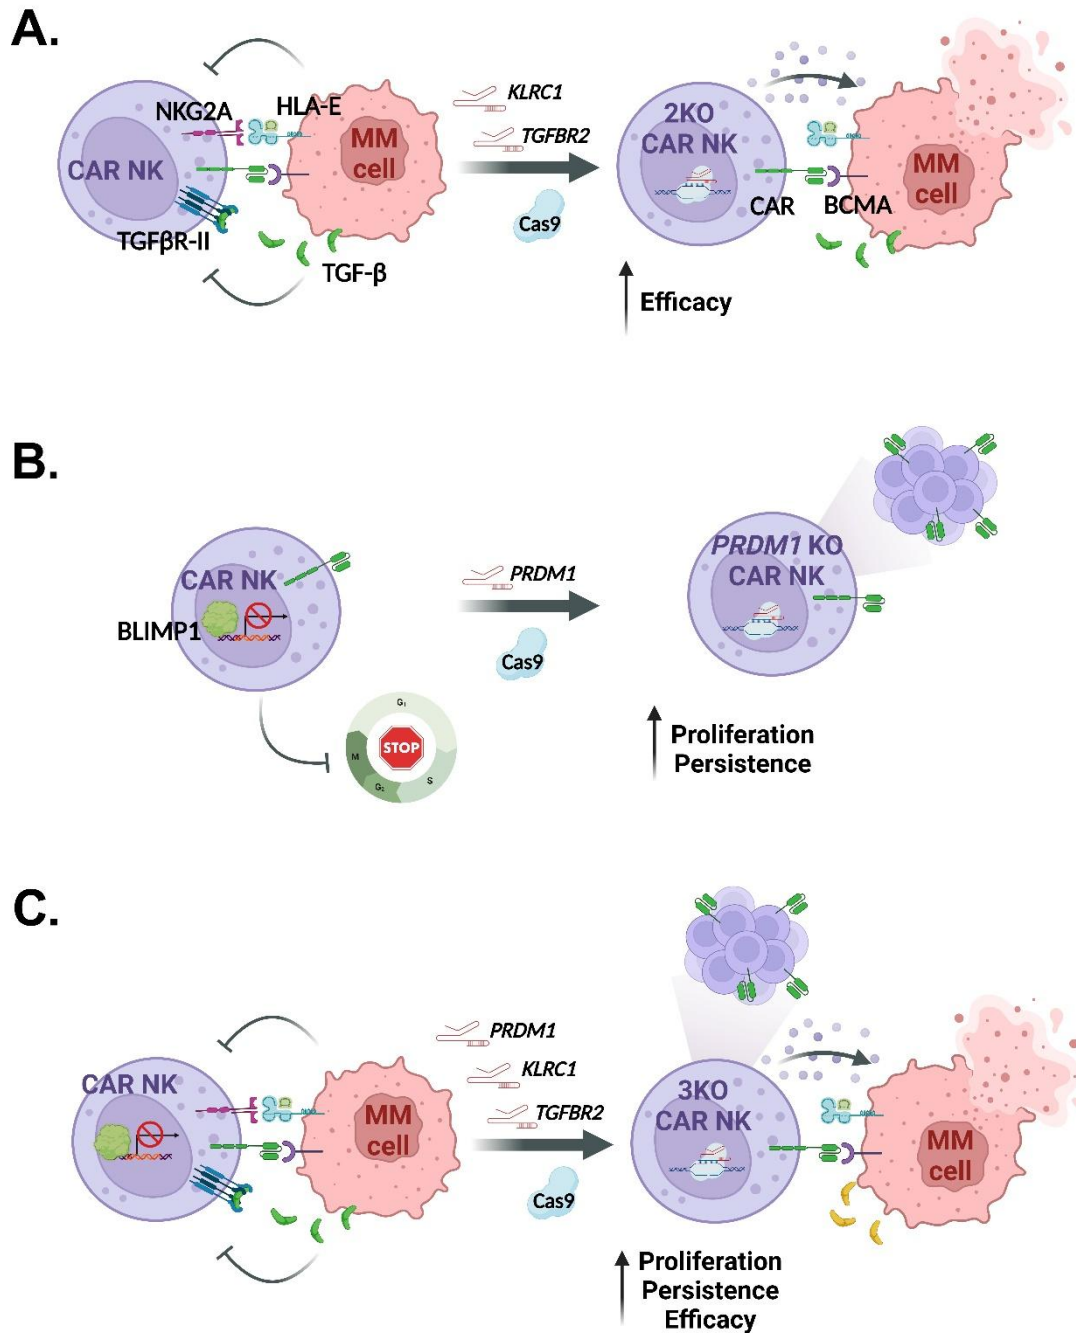 A.
NKG2A
HLA-E
CAR NK
MM
cell
TGFβR-II
TGF-β
KLRC1
TGFBR2
Cas9
2KO
CAR NK
CAR
BCMA
MM
cell
Efficacy
B.
CAR NK
BLIMP1
G₁
STOP
M
S
G₂
PRDM1
Cas9
PRDM1 KO
CAR NK
Proliferation
Persistence
C.
CAR NK
MM
cell
PRDM1
KLRC1
TGFBR2
Cas9
3KO
CAR NK
MM
cell
Proliferation
Persistence
Efficacy